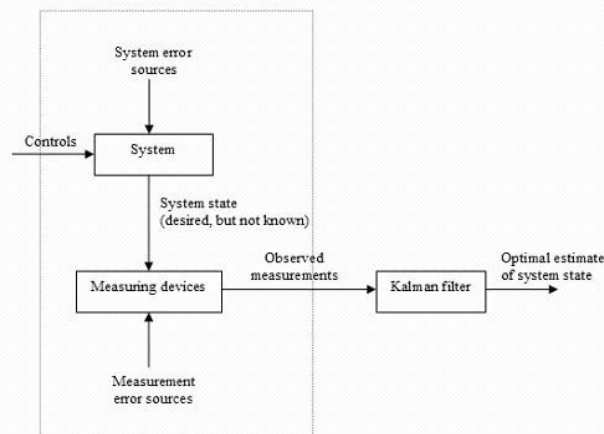 System error
sources
Controls
System
System state
(desired, but not known)
Observed
measurements
Optimal estimate
of system state
Measuring devices
Kalman filter
Measurement
error sources